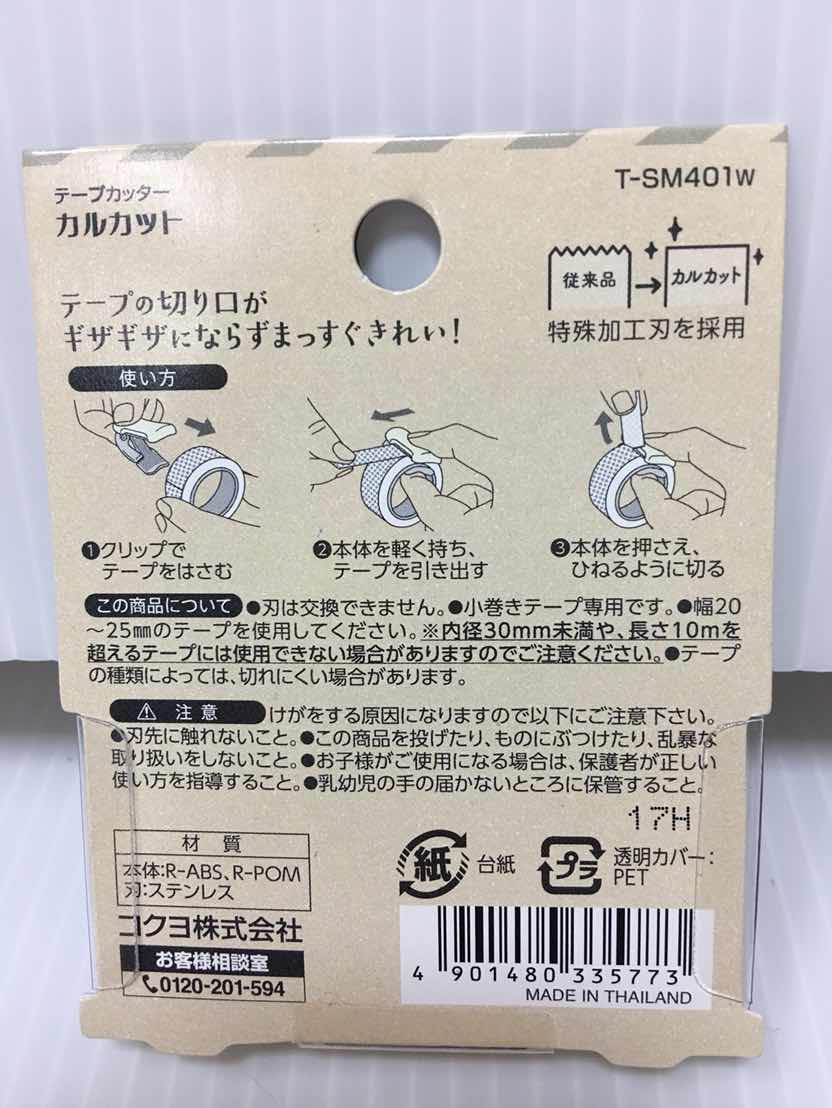 テープカッター
カルカット
T-SM401W
テープの切り口が
ギザギザにならずまっすぐきれい!
従来品 → カルカット
特殊加工刃を採用
使い方
❶クリップで
テープをはさむ
❷本体を軽く持ち、
テープを引き出す
❸本体を押さえ、
ひねるように切る
この商品について ●刃は交換できません。●小巻きテープ専用です。●幅20
〜25㎜のテープを使用してください。※内径30mm未満や、長さ10mを
超えるテープには使用できない場合がありますのでご注意ください。●テープ
の種類によっては、切れにくい場合があります。
⚠ 注意 けがをする原因になりますので以下にご注意下さい。
●刃先に触れないこと。●この商品を投げたり、ものにぶつけたり、乱暴な
取り扱いをしないこと。●お子様がご使用になる場合は、保護者が正しい
使い方を指導すること。●乳幼児の手の届かないところに保管すること。
17H
材質
本体:R-ABS、R-POM
刃:ステンレス
紙 台紙
プラ 透明カバー:
PET
コクヨ株式会社
お客様相談室
0120-201-594
4 901480 335773
MADE IN THAILAND